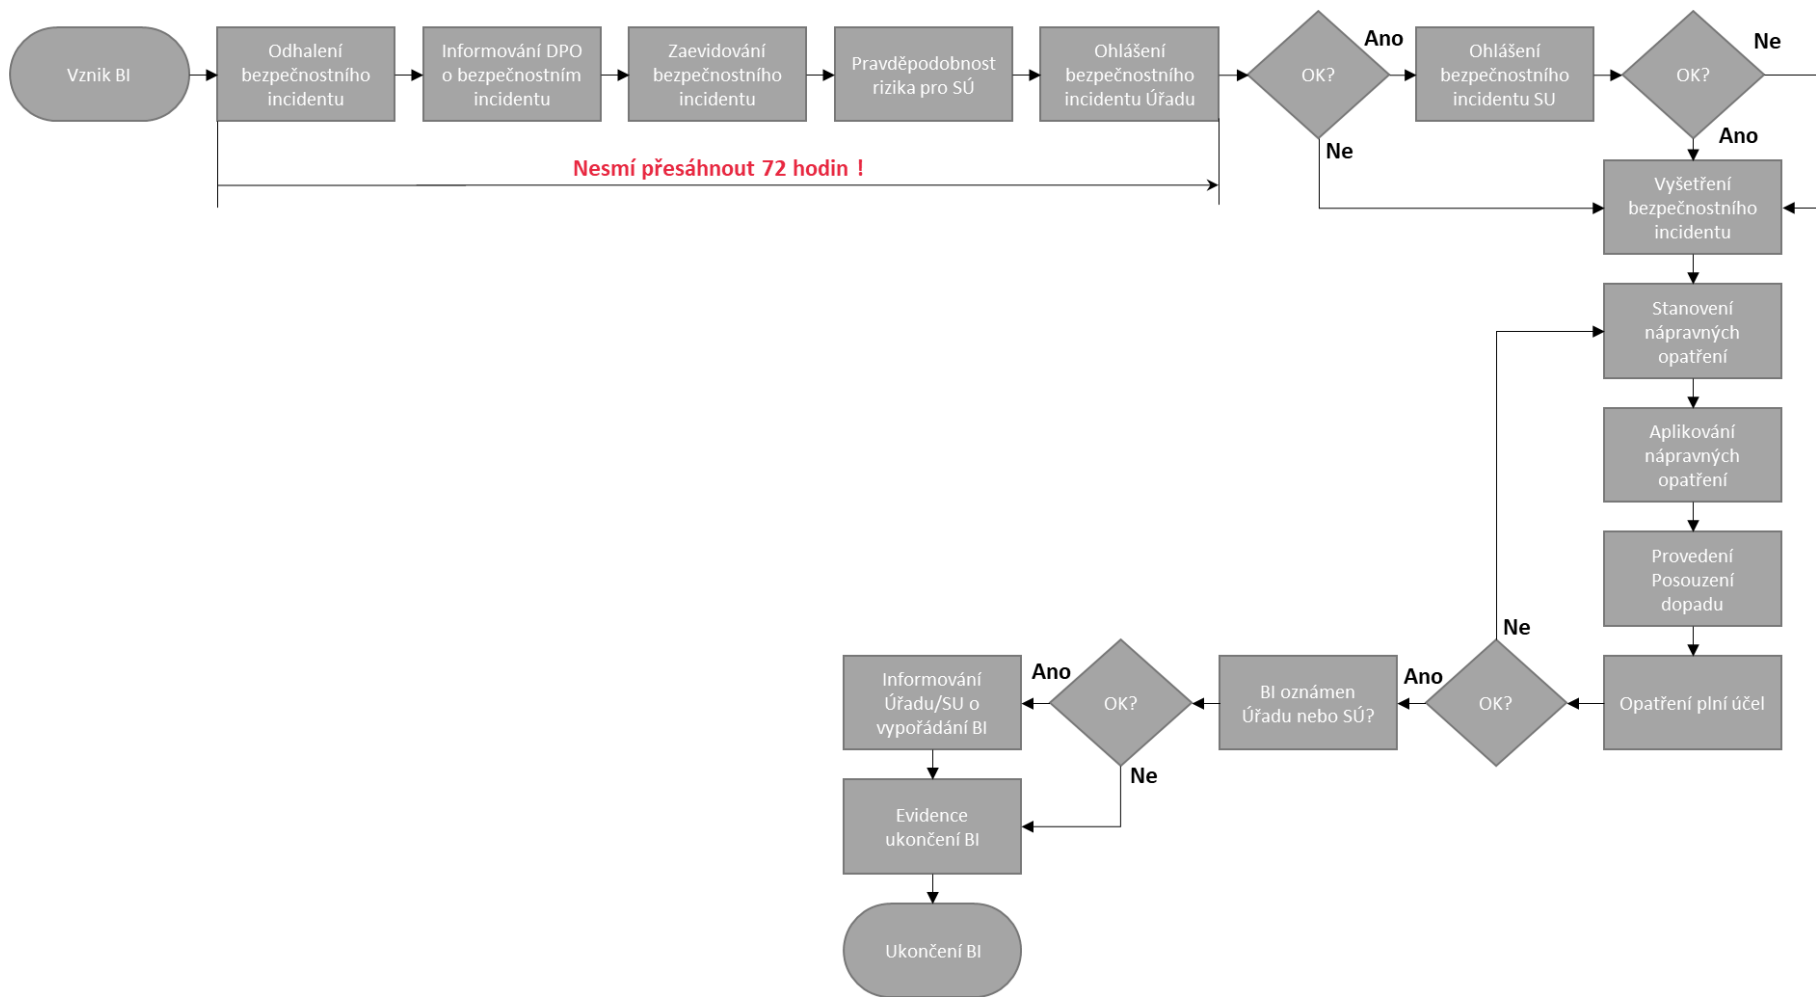 Vznik BI
Odhalení
bezpečnostního
incidentu
Informování DPO
o bezpečnostním
incidentu
Zaevidování
bezpečnostního
incidentu
Pravděpodobnost
rizika pro SÚ
Ohlášení
bezpečnostního
incidentu Úřadu
OK?
Ano
Ne
Ohlášení
bezpečnostního
incidentu SU
OK?
Ne
Ano
Nesmí přesáhnout 72 hodin !
Vyšetření
bezpečnostního
incidentu
Stanovení
nápravných
opatření
Aplikování
nápravných
opatření
Provedení
Posouzení
dopadu
Opatření plní účel
OK?
Ne
Ano
BI oznámen
Úřadu nebo SÚ?
OK?
Ano
Ne
Informování
Úřadu/SU o
vypořádání BI
Evidence
ukončení BI
Ukončení BI